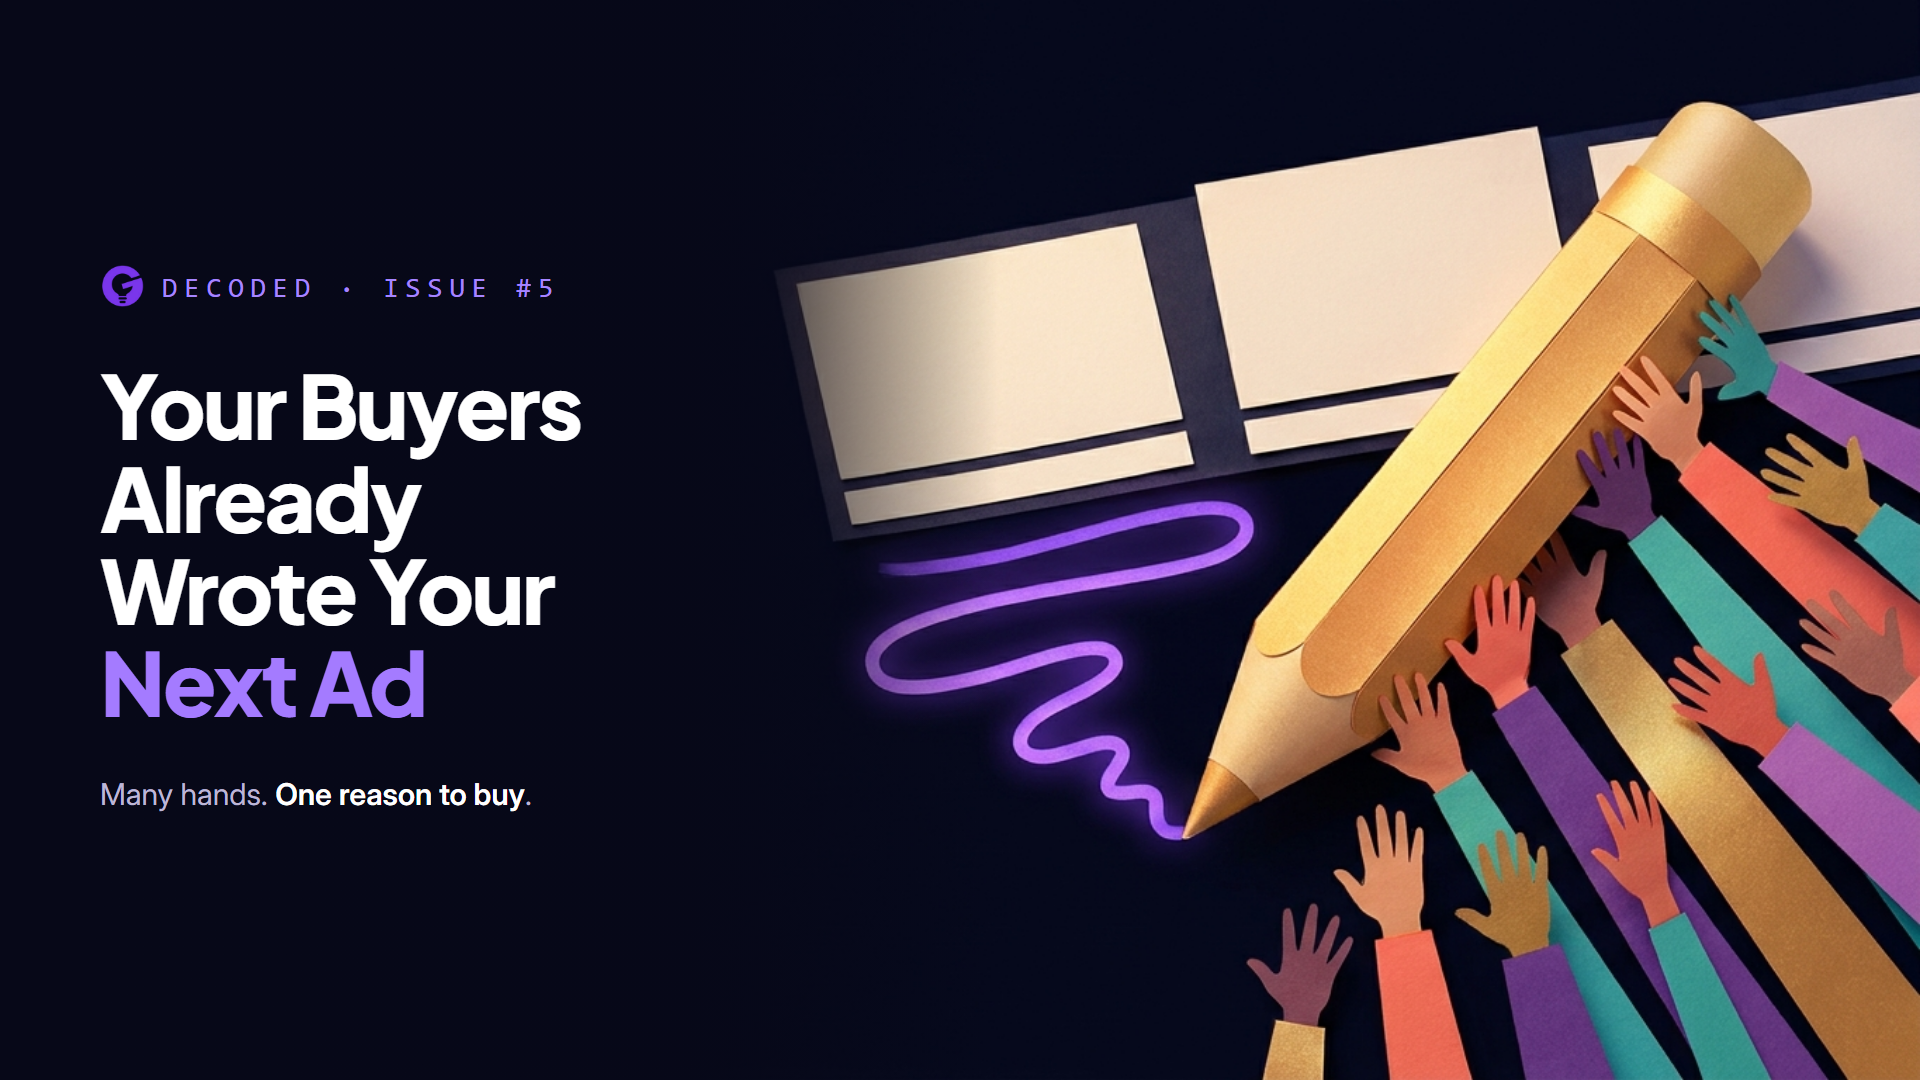 DECODED · ISSUE #5
Your Buyers
Already
Wrote Your
Next Ad
Many hands. One reason to buy.